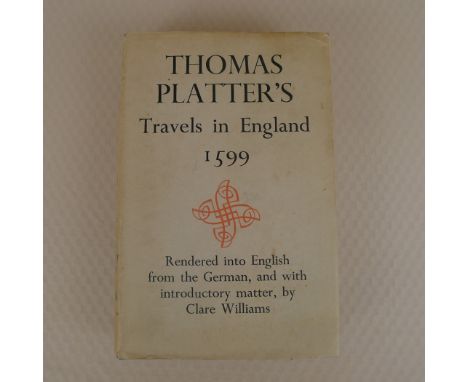 THOMAS
PLATTER'S
Travels in England
1599
Rendered into English
from the German, and with
introductory matter, by
Clare Williams